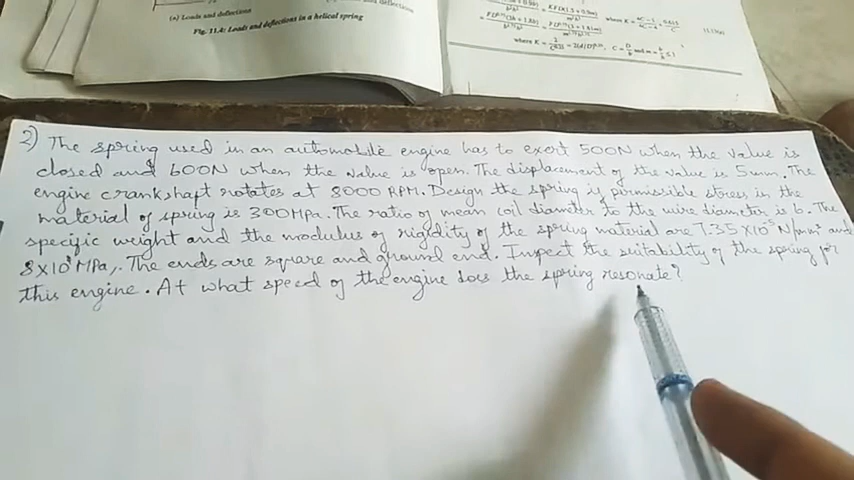 (a) Loads and deflections
Fig. 11.4: Loads and deflections in a helical spring
2) The spring used in an automobile engine has to exert 500N when the value is
closed and 600N when the value is open. The displacement of the value is 5mm. The
engine crankshaft rotates at 8000 RPM. Design the spring if permissible stress in the
material of spring is 300MPa. The ratio of mean coil diamter to the wire diameter is 6. The
specific weight and the modulus of rigidity of the spring material are 7.35 X10 N/mm and
8X10 MPa,. The ends are square and ground end. Inspect the suitability of the spring for
this engine. At what speed of the engine does the spring resonate?